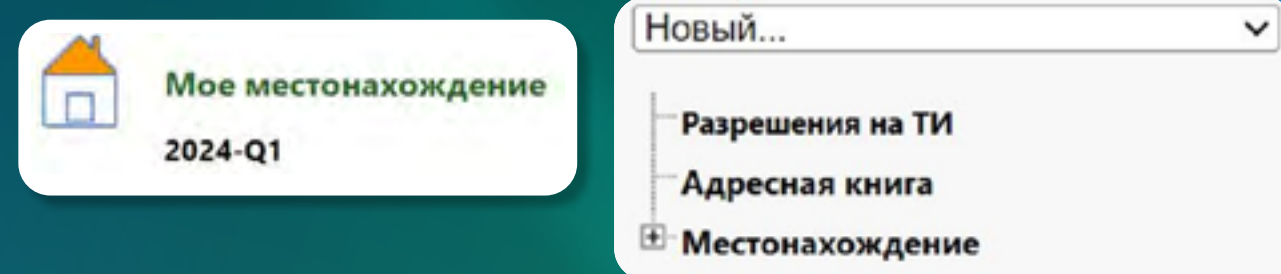 Мое местонахождение
2024-Q1
Новый...
Разрешения на ТИ
Адресная книга
Местонахождение